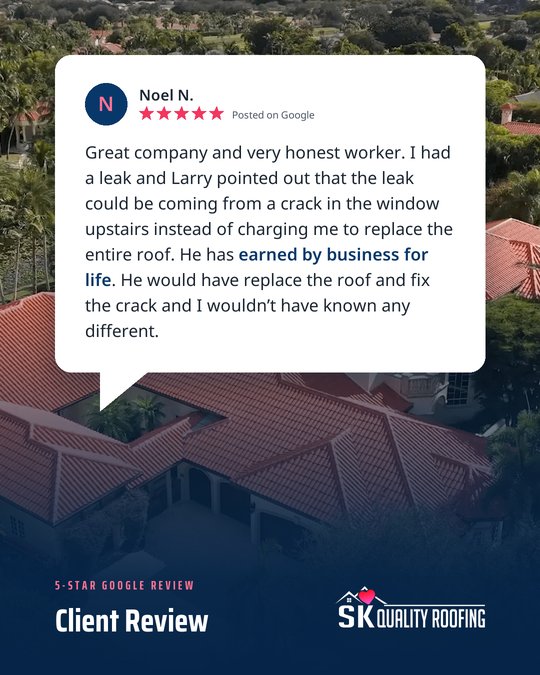 N
Noel N.
Posted on Google
Great company and very honest worker. I had
a leak and Larry pointed out that the leak
could be coming from a crack in the window
upstairs instead of charging me to replace the
entire roof. He has earned by business for
life. He would have replace the roof and fix
the crack and I wouldn’t have known any
different.
5-STAR GOOGLE REVIEW
Client Review
SK QUALITY ROOFING